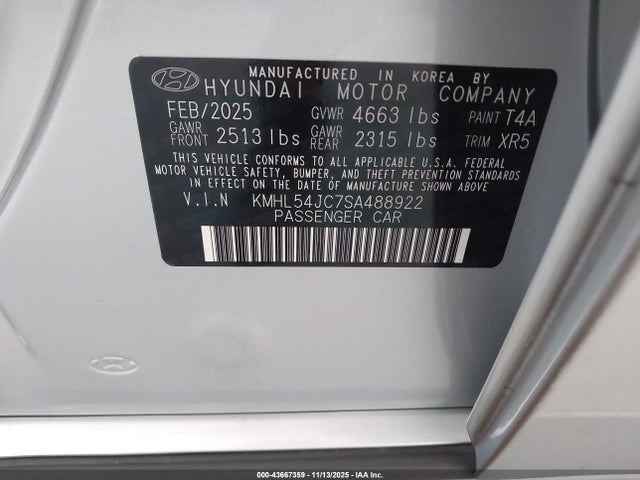 MANUFACTURED IN KOREA BY
HYUNDAI MOTOR COMPANY
FEB/2025 GVWR 4663 lbs PAINT T4A
GAWR FRONT 2513 lbs GAWR REAR 2315 lbs TRIM XR5
THIS VEHICLE CONFORMS TO ALL APPLICABLE U.S.A. FEDERAL
MOTOR VEHICLE SAFETY, BUMPER, AND THEFT PREVENTION STANDARDS
IN EFFECT ON THE DATE OF MANUFACTURE SHOWN ABOVE.
V.I.N KMHL54JC7SA488922
PASSENGER CAR
000-43667359 - 11/13/2025 - IAA Inc.